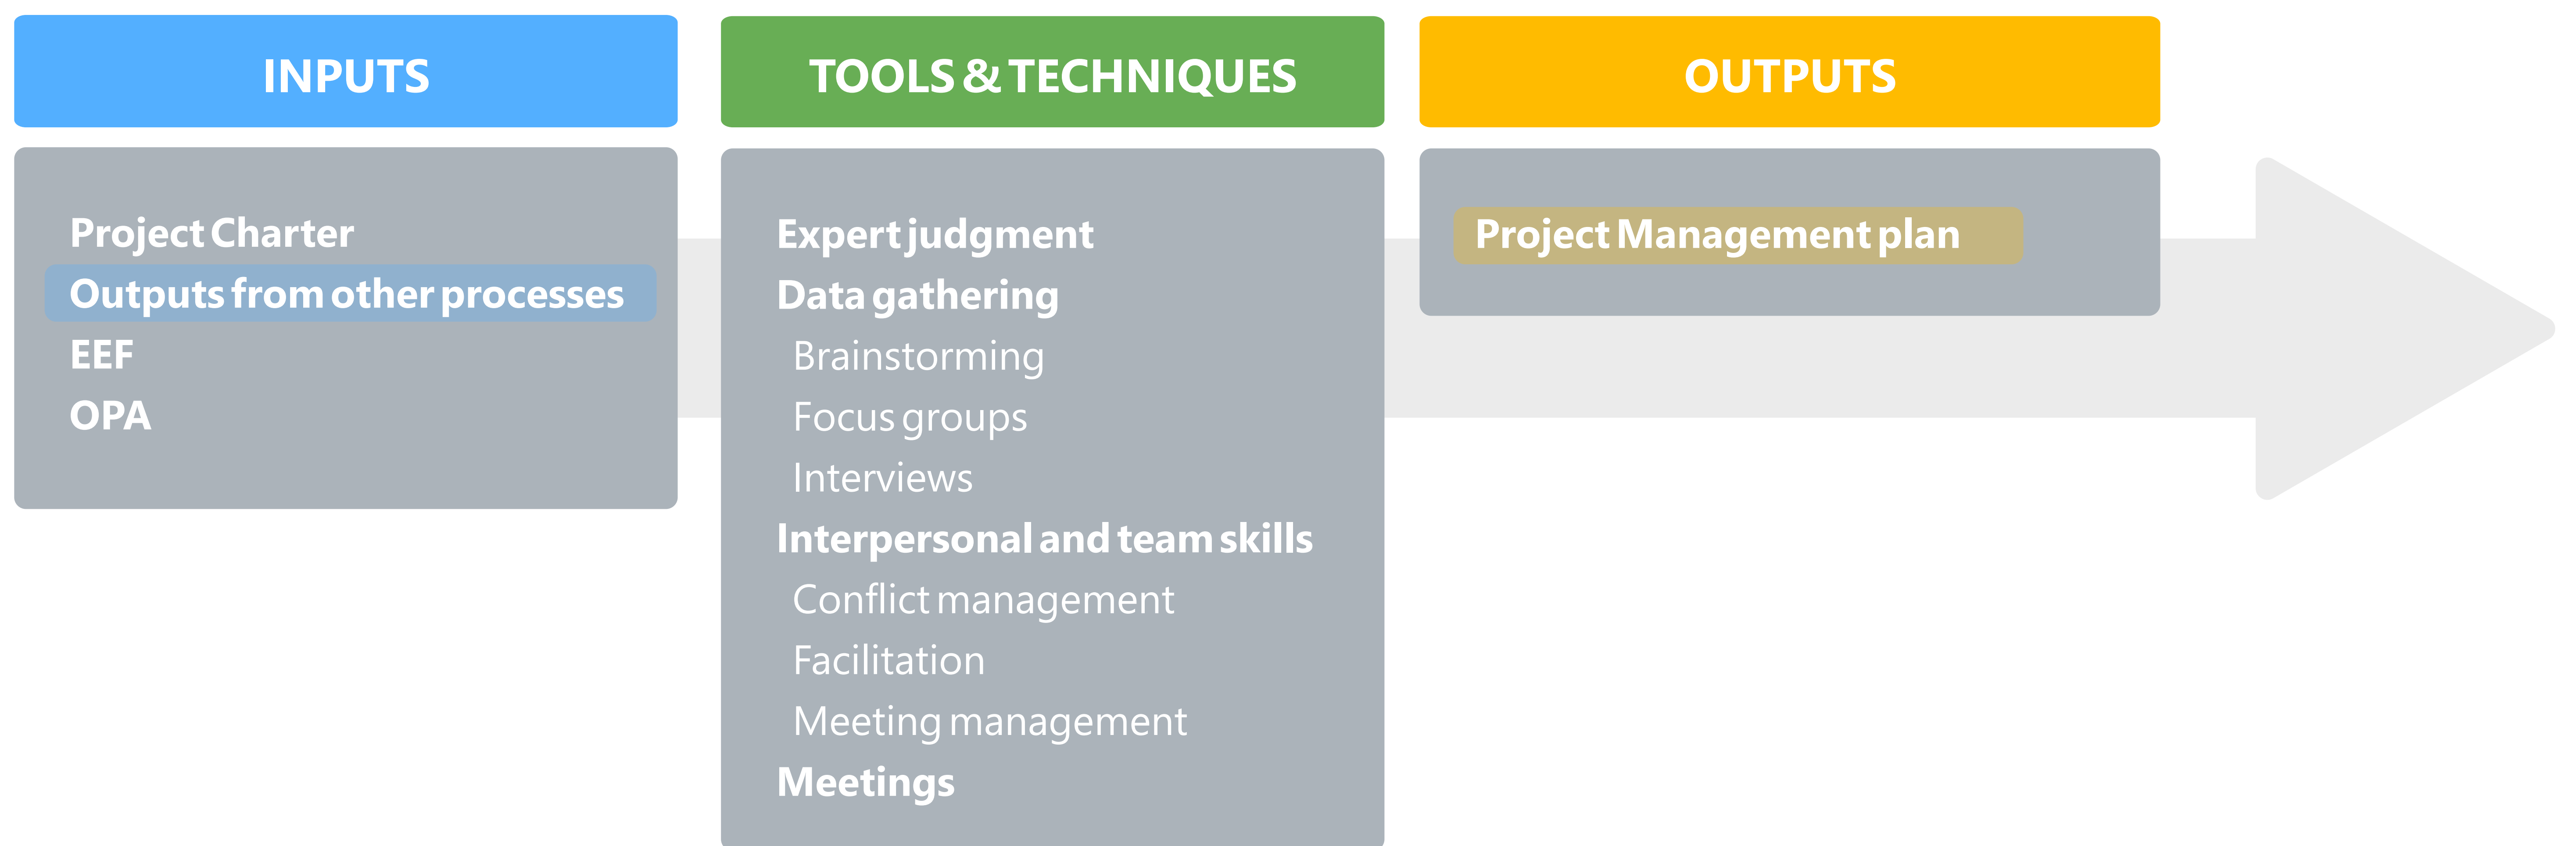 INPUTS
Project Charter
Outputs from other processes
EEF
OPA
TOOLS & TECHNIQUES
Expert judgment
Data gathering
Brainstorming
Focus groups
Interviews
Interpersonal and team skills
Conflict management
Facilitation
Meeting management
Meetings
OUTPUTS
Project Management plan